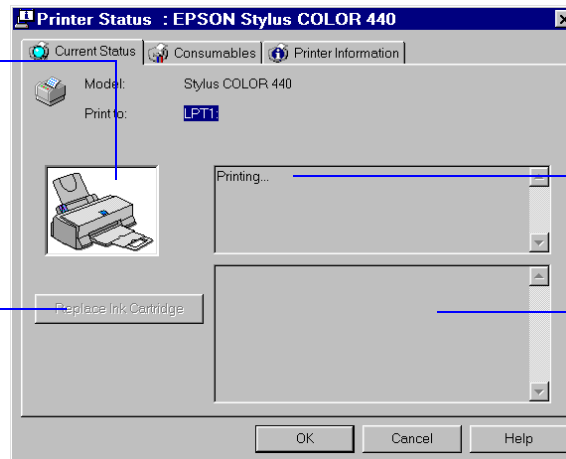 Printer Status : EPSON Stylus COLOR 440
Current Status Consumables Printer Information
Model: Stylus COLOR 440
Print to: LPT1:
Printing...
Replace Ink Cartridge
OK Cancel Help